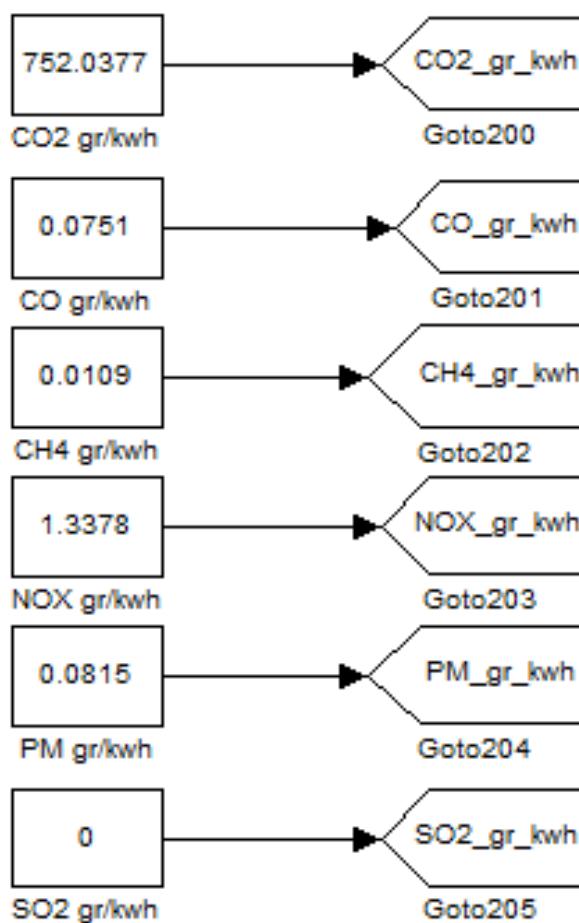 752.0377
CO2_gr_kwh
CO2 gr/kwh
Goto200
0.0751
CO_gr_kwh
CO gr/kwh
Goto201
0.0109
CH4_gr_kwh
CH4 gr/kwh
Goto202
1.3378
NOX_gr_kwh
NOX gr/kwh
Goto203
0.0815
PM_gr_kwh
PM gr/kwh
Goto204
0
SO2_gr_kwh
SO2 gr/kwh
Goto205